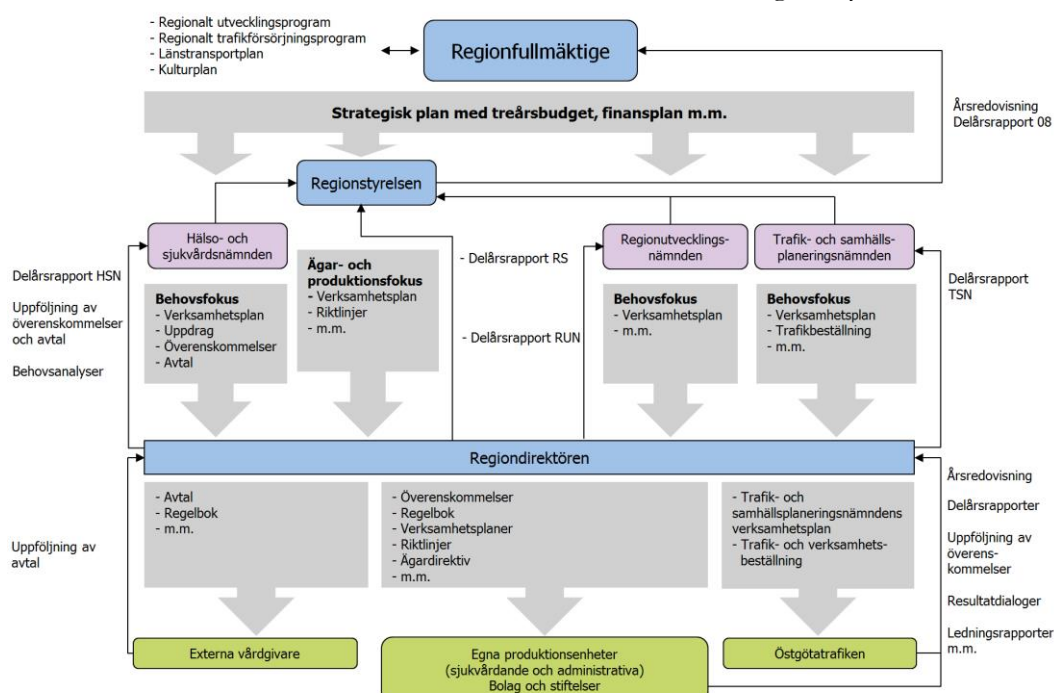 - Regionalt utvecklingsprogram
- Regionalt trafikförsörjningsprogram
- Länstransportplan
- Kulturplan
Regionfullmäktige
Strategisk plan med treårsbudget, finansplan m.m.
Årsredovisning
Delårsrapport 08
Regionstyrelsen
Hälso- och
sjukvårdsnämnden
Regionutvecklings-
nämnden
Trafik- och samhälls-
planeringsnämnden
Delårsrapport HSN
Uppföljning av
överenskommelser
och avtal
Behovsanalyser
Behovsfokus
- Verksamhetsplan
- Uppdrag
- Överenskommelser
- Avtal
Ägar- och
produktionsfokus
- Verksamhetsplan
- Riktlinjer
- m.m.
- Delårsrapport RS
- Delårsrapport RUN
Behovsfokus
- Verksamhetsplan
- m.m.
Behovsfokus
- Verksamhetsplan
- Trafikbeställning
- m.m.
Delårsrapport
TSN
Regiondirektören
Uppföljning av
avtal
- Avtal
- Regelbok
- m.m.
- Överenskommelser
- Regelbok
- Verksamhetsplaner
- Riktlinjer
- Ägardirektiv
- m.m.
- Trafik- och
samhällsplaneringsnämndens
verksamhetsplan
- Trafik- och verksamhets-
beställning
Årsredovisning
Delårsrapporter
Uppföljning av
överens-
kommelser
Resultatdialoger
Ledningsrapporter
m.m.
Externa vårdgivare
Egna produktionsenheter
(sjukvårdande och administrativa)
Bolag och stiftelser
Östgötatrafiken